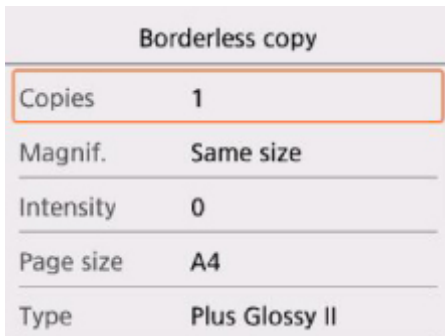 Borderless copy
Copies 1
Magnif. Same size
Intensity 0
Page size A4
Type Plus Glossy II